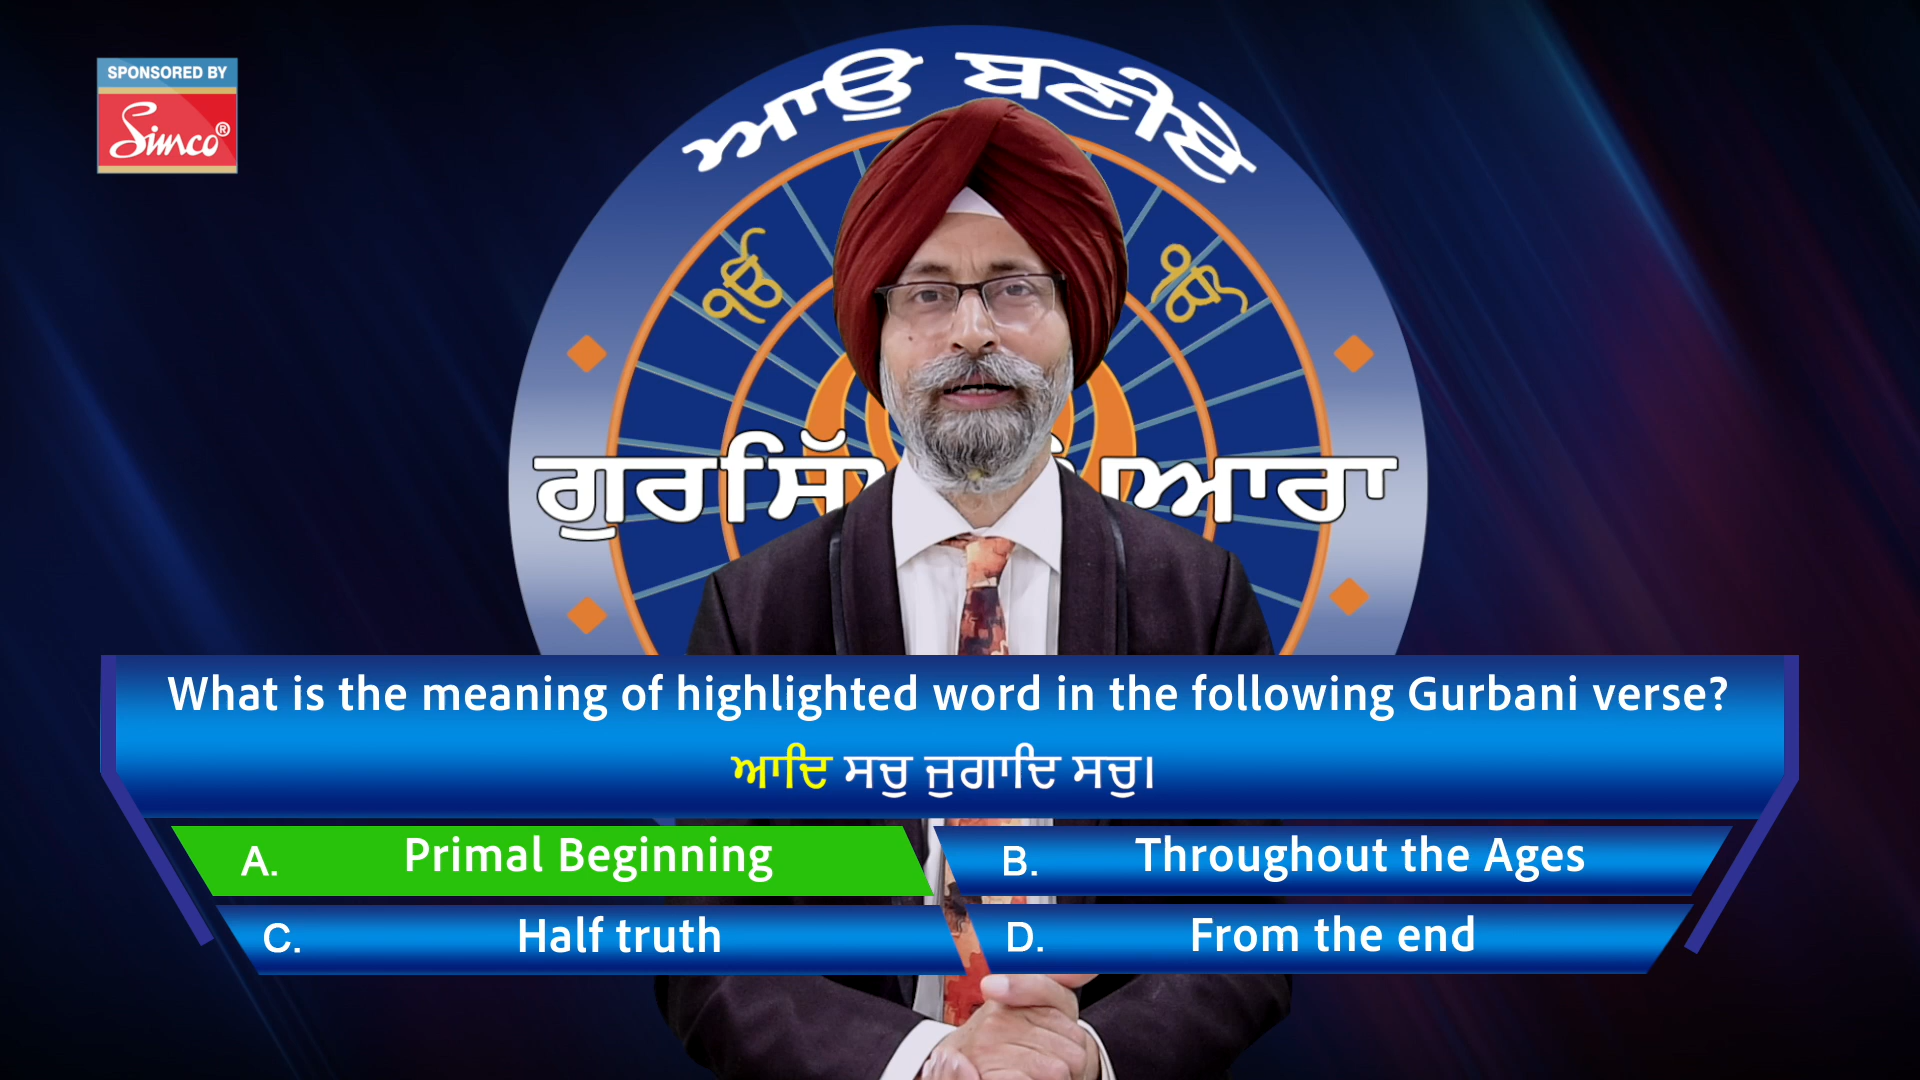 SPONSORED BY
Simco®
ਆਉ ਬਣੀਏ
ੴ ੴ
What is the meaning of highlighted word in the following Gurbani verse?
ਆਦਿ ਸਚੁ ਜੁਗਾਦਿ ਸਚੁ।
A. Primal Beginning
B. Throughout the Ages
C. Half truth
D. From the end